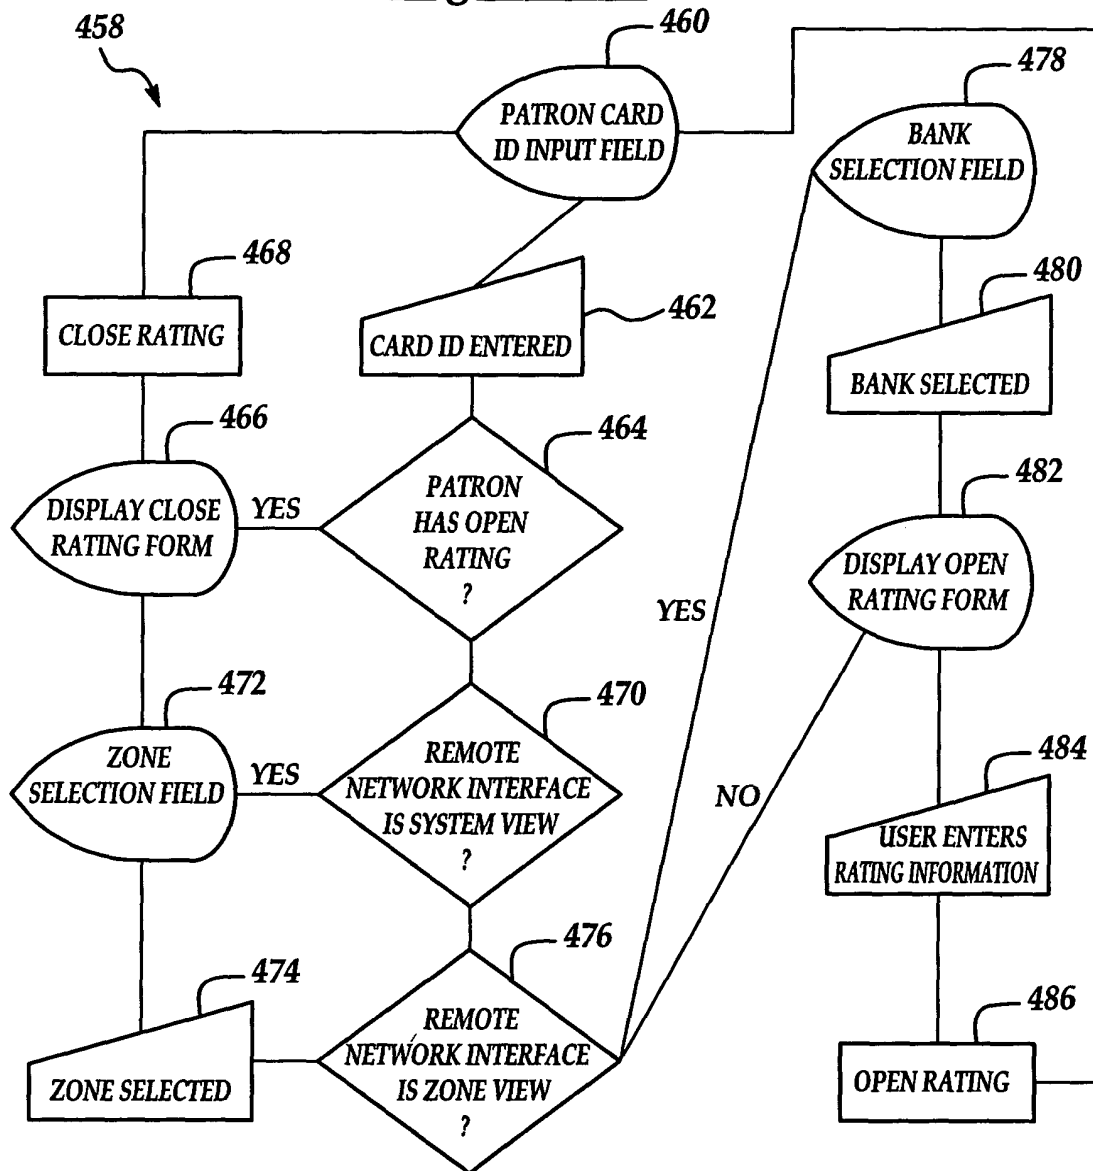 458
460
PATRON CARD
ID INPUT FIELD
478
BANK
SELECTION FIELD
468
CLOSE RATING
462
CARD ID ENTERED
480
BANK SELECTED
466
DISPLAY CLOSE
RATING FORM
YES
464
PATRON
HAS OPEN
RATING
?
482
DISPLAY OPEN
RATING FORM
YES
472
ZONE
SELECTION FIELD
YES
470
REMOTE
NETWORK INTERFACE
IS SYSTEM VIEW
?
NO
484
USER ENTERS
RATING INFORMATION
474
ZONE SELECTED
476
REMOTE
NETWORK INTERFACE
IS ZONE VIEW
?
486
OPEN RATING